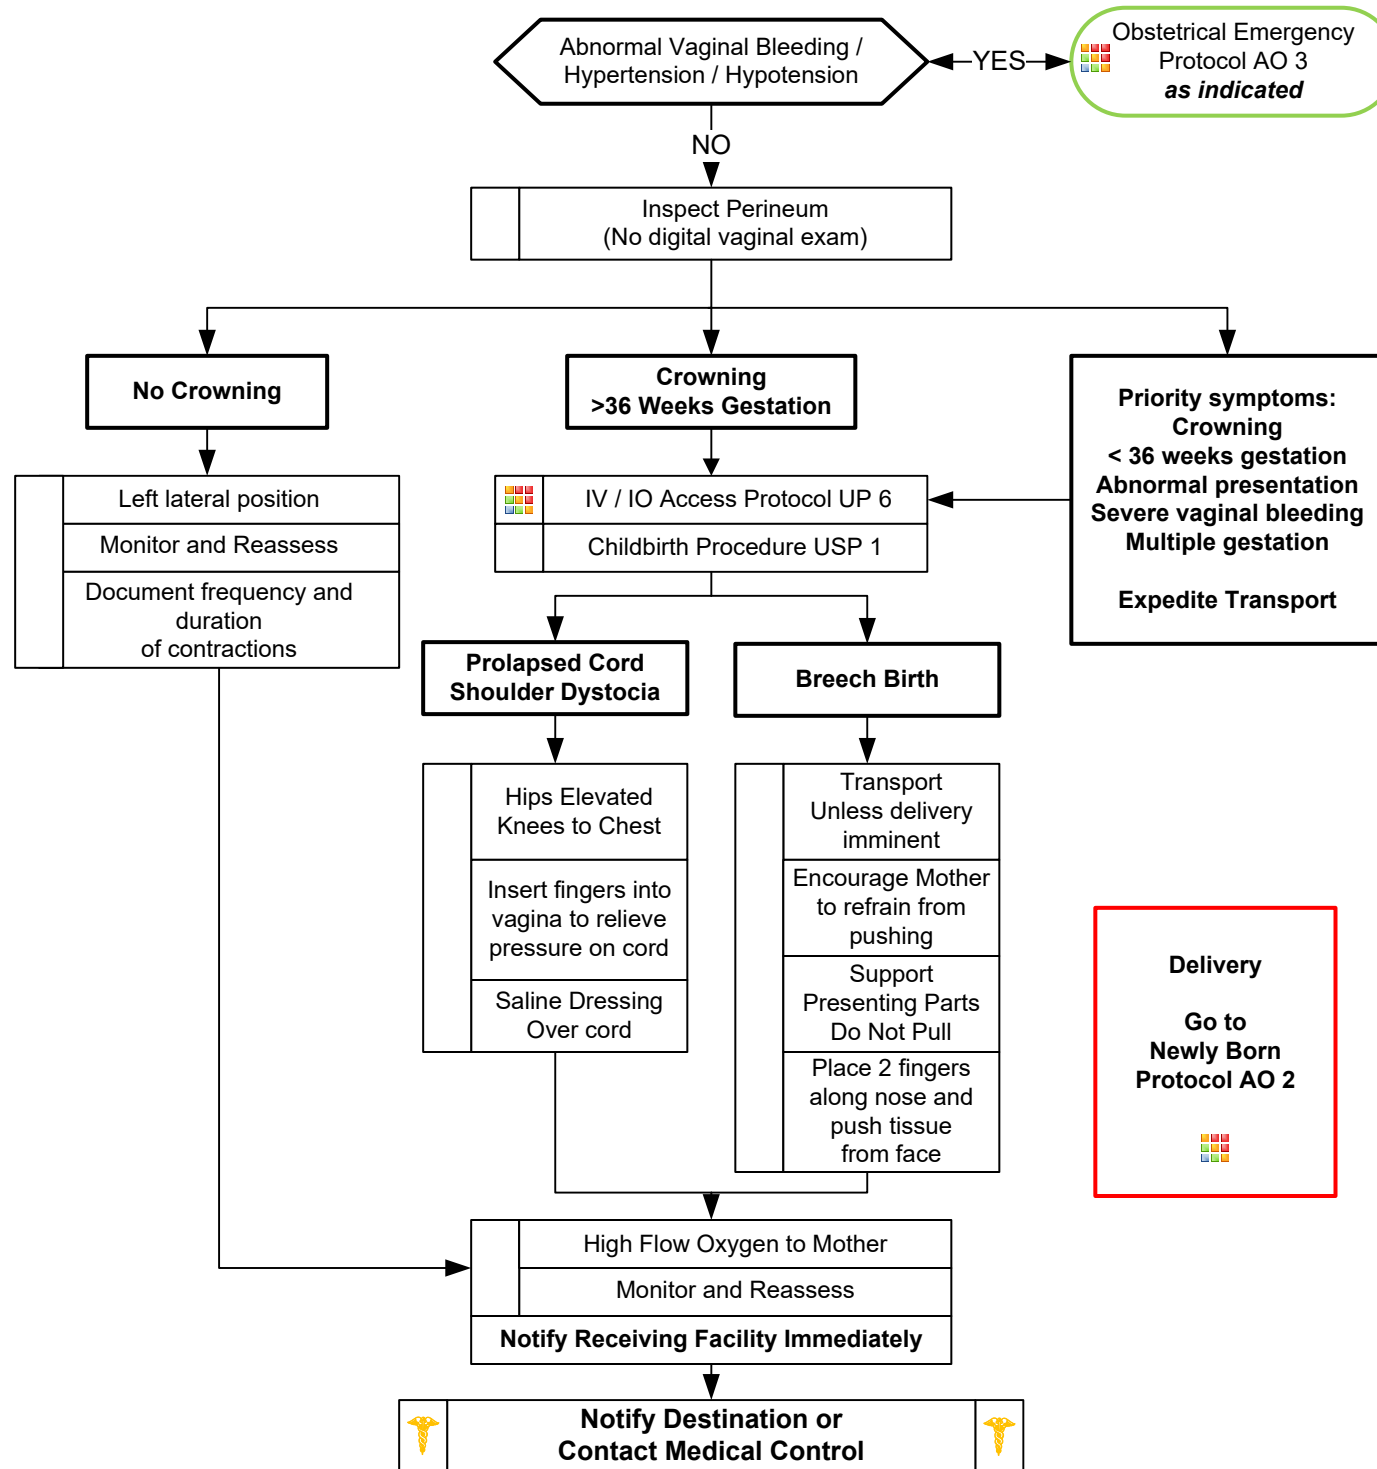 Abnormal Vaginal Bleeding /
Hypertension / Hypotension
YES
Obstetrical Emergency
Protocol AO 3
as indicated
NO
Inspect Perineum
(No digital vaginal exam)
No Crowning
Crowning
>36 Weeks Gestation
Priority symptoms:
Crowning
< 36 weeks gestation
Abnormal presentation
Severe vaginal bleeding
Multiple gestation
Expedite Transport
Left lateral position
Monitor and Reassess
Document frequency and
duration
of contractions
IV / IO Access Protocol UP 6
Childbirth Procedure USP 1
Prolapsed Cord
Shoulder Dystocia
Breech Birth
Hips Elevated
Knees to Chest
Insert fingers into
vagina to relieve
pressure on cord
Saline Dressing
Over cord
Transport
Unless delivery
imminent
Encourage Mother
to refrain from
pushing
Support
Presenting Parts
Do Not Pull
Place 2 fingers
along nose and
push tissue
from face
Delivery
Go to
Newly Born
Protocol AO 2
High Flow Oxygen to Mother
Monitor and Reassess
Notify Receiving Facility Immediately
Notify Destination or
Contact Medical Control